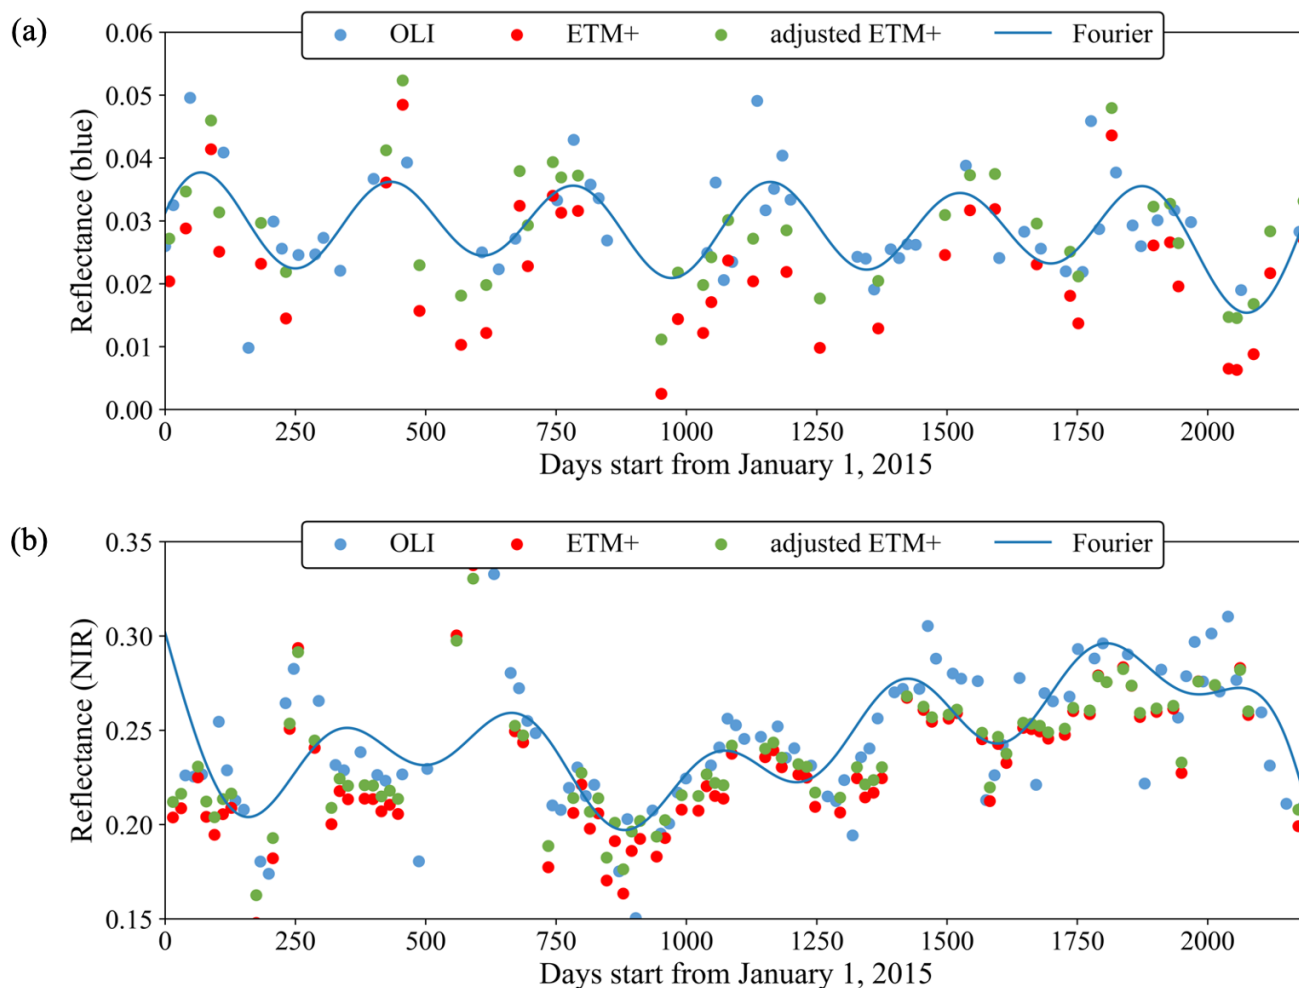 (a)
OLI ETM+ adjusted ETM+ Fourier
0.06
0.05
0.04
0.03
0.02
0.01
0.00
Reflectance (blue)
0 250 500 750 1000 1250 1500 1750 2000
Days start from January 1, 2015
(b)
OLI ETM+ adjusted ETM+ Fourier
0.35
0.30
0.25
0.20
0.15
Reflectance (NIR)
0 250 500 750 1000 1250 1500 1750 2000
Days start from January 1, 2015